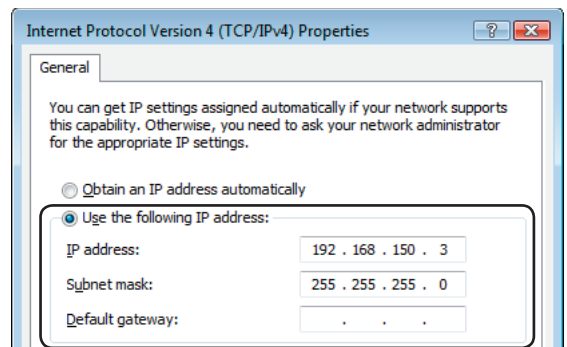 Internet Protocol Version 4 (TCP/IPv4) Properties
General
You can get IP settings assigned automatically if your network supports
this capability. Otherwise, you need to ask your network administrator
for the appropriate IP settings.
Obtain an IP address automatically
Use the following IP address:
IP address: 192 . 168 . 150 . 3
Subnet mask: 255 . 255 . 255 . 0
Default gateway: . . .